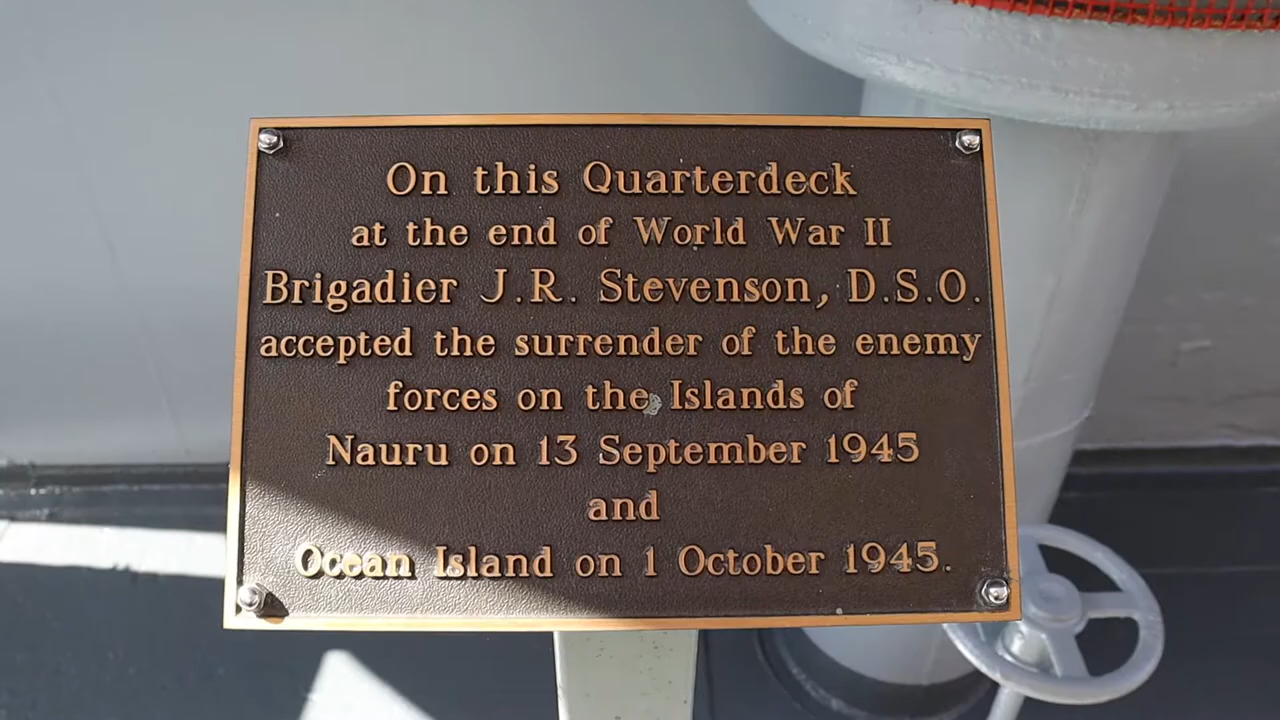 On this Quarterdeck
at the end of World War II
Brigadier J.R. Stevenson, D.S.O.
accepted the surrender of the enemy
forces on the Islands of
Nauru on 13 September 1945
and
Ocean Island on 1 October 1945.